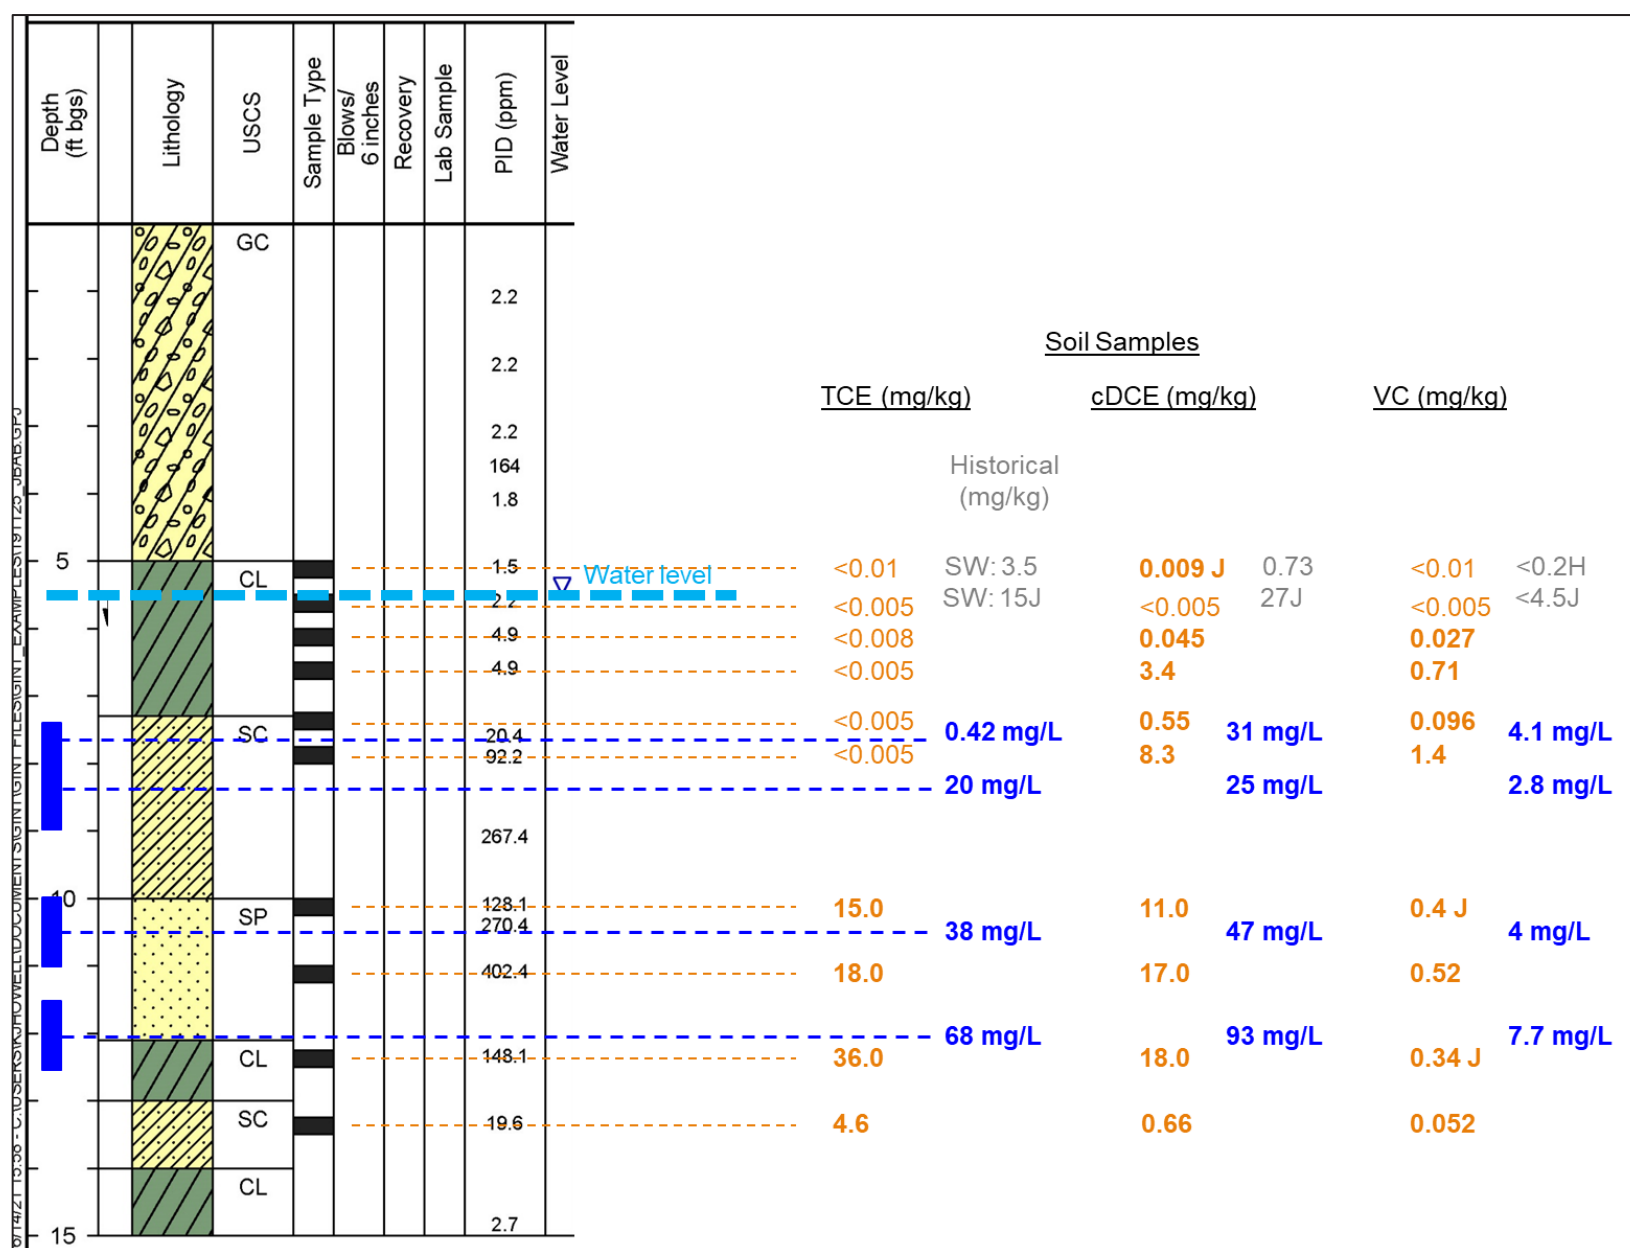 Depth
(ft bgs)
Lithology
USCS
Sample Type
Blows/
6 inches
Recovery
Lab Sample
PID (ppm)
Water Level
GC
2.2
2.2
2.2
164
1.8
Soil Samples
TCE (mg/kg) cDCE (mg/kg) VC (mg/kg)
Historical
(mg/kg)
5 CL 1.5 <0.01 SW: 3.5 0.009 J 0.73 <0.01 <0.2H
Water level
2.2 <0.005 SW: 15J <0.005 27J <0.005 <4.5J
4.9 <0.008 0.045 0.027
4.9 <0.005 3.4 0.71
<0.005 0.55 0.096
SC 20.4 0.42 mg/L 31 mg/L 4.1 mg/L
92.2 <0.005 8.3 1.4
20 mg/L 25 mg/L 2.8 mg/L
267.4
10 128.1 15.0 11.0 0.4 J
SP 270.4 38 mg/L 47 mg/L 4 mg/L
402.4 18.0 17.0 0.52
68 mg/L 93 mg/L 7.7 mg/L
CL 148.1 36.0 18.0 0.34 J
SC 19.6 4.6 0.66 0.052
CL
15 2.7